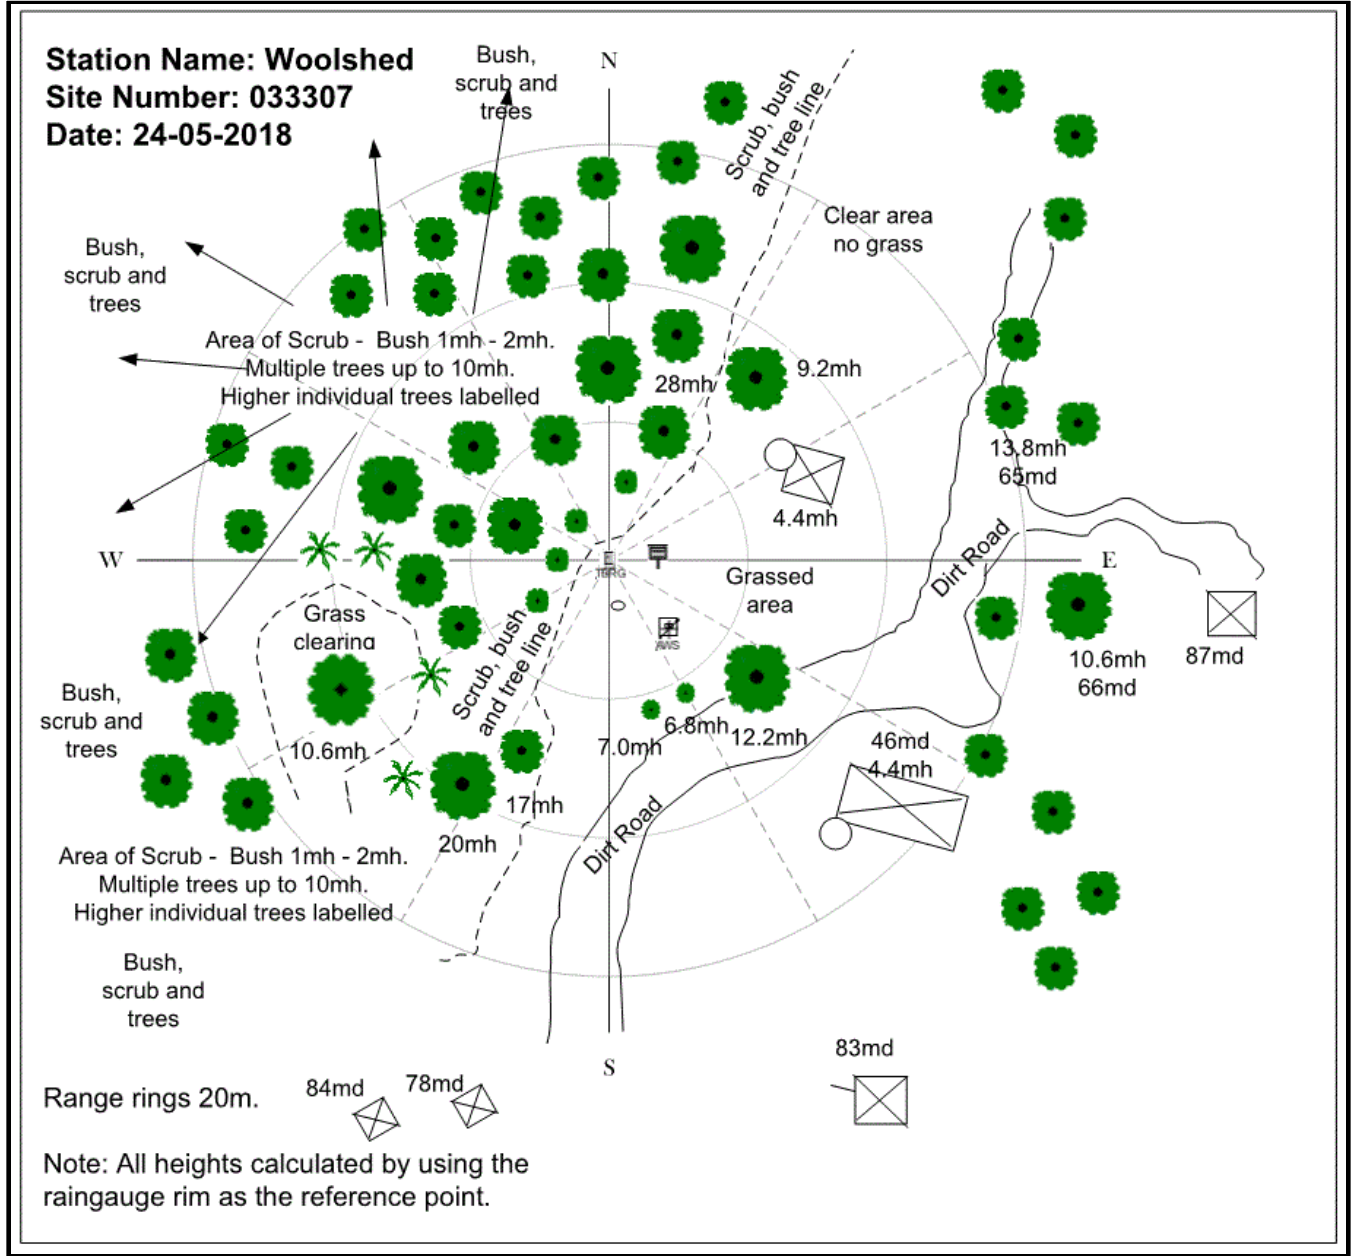 Station Name: Woolshed
Site Number: 033307
Date: 24-05-2018
Bush,
scrub and
trees
N
Scrub, bush
and tree line
Clear area
no grass
Bush,
scrub and
trees
Area of Scrub - Bush 1mh - 2mh.
Multiple trees up to 10mh.
Higher individual trees labelled
28mh
9.2mh
13.8mh
65md
4.4mh
W
E
TBRG
Dirt Road
Grassed
area
AWS
Grass
clearing
Scrub, bush
and tree line
10.6mh
66md
87md
Bush,
scrub and
trees
10.6mh
7.0mh
6.8mh
12.2mh
46md
4.4mh
17mh
20mh
Dirt Road
Area of Scrub - Bush 1mh - 2mh.
Multiple trees up to 10mh.
Higher individual trees labelled
Bush,
scrub and
trees
S
83md
84md
78md
Range rings 20m.
Note: All heights calculated by using the
raingauge rim as the reference point.